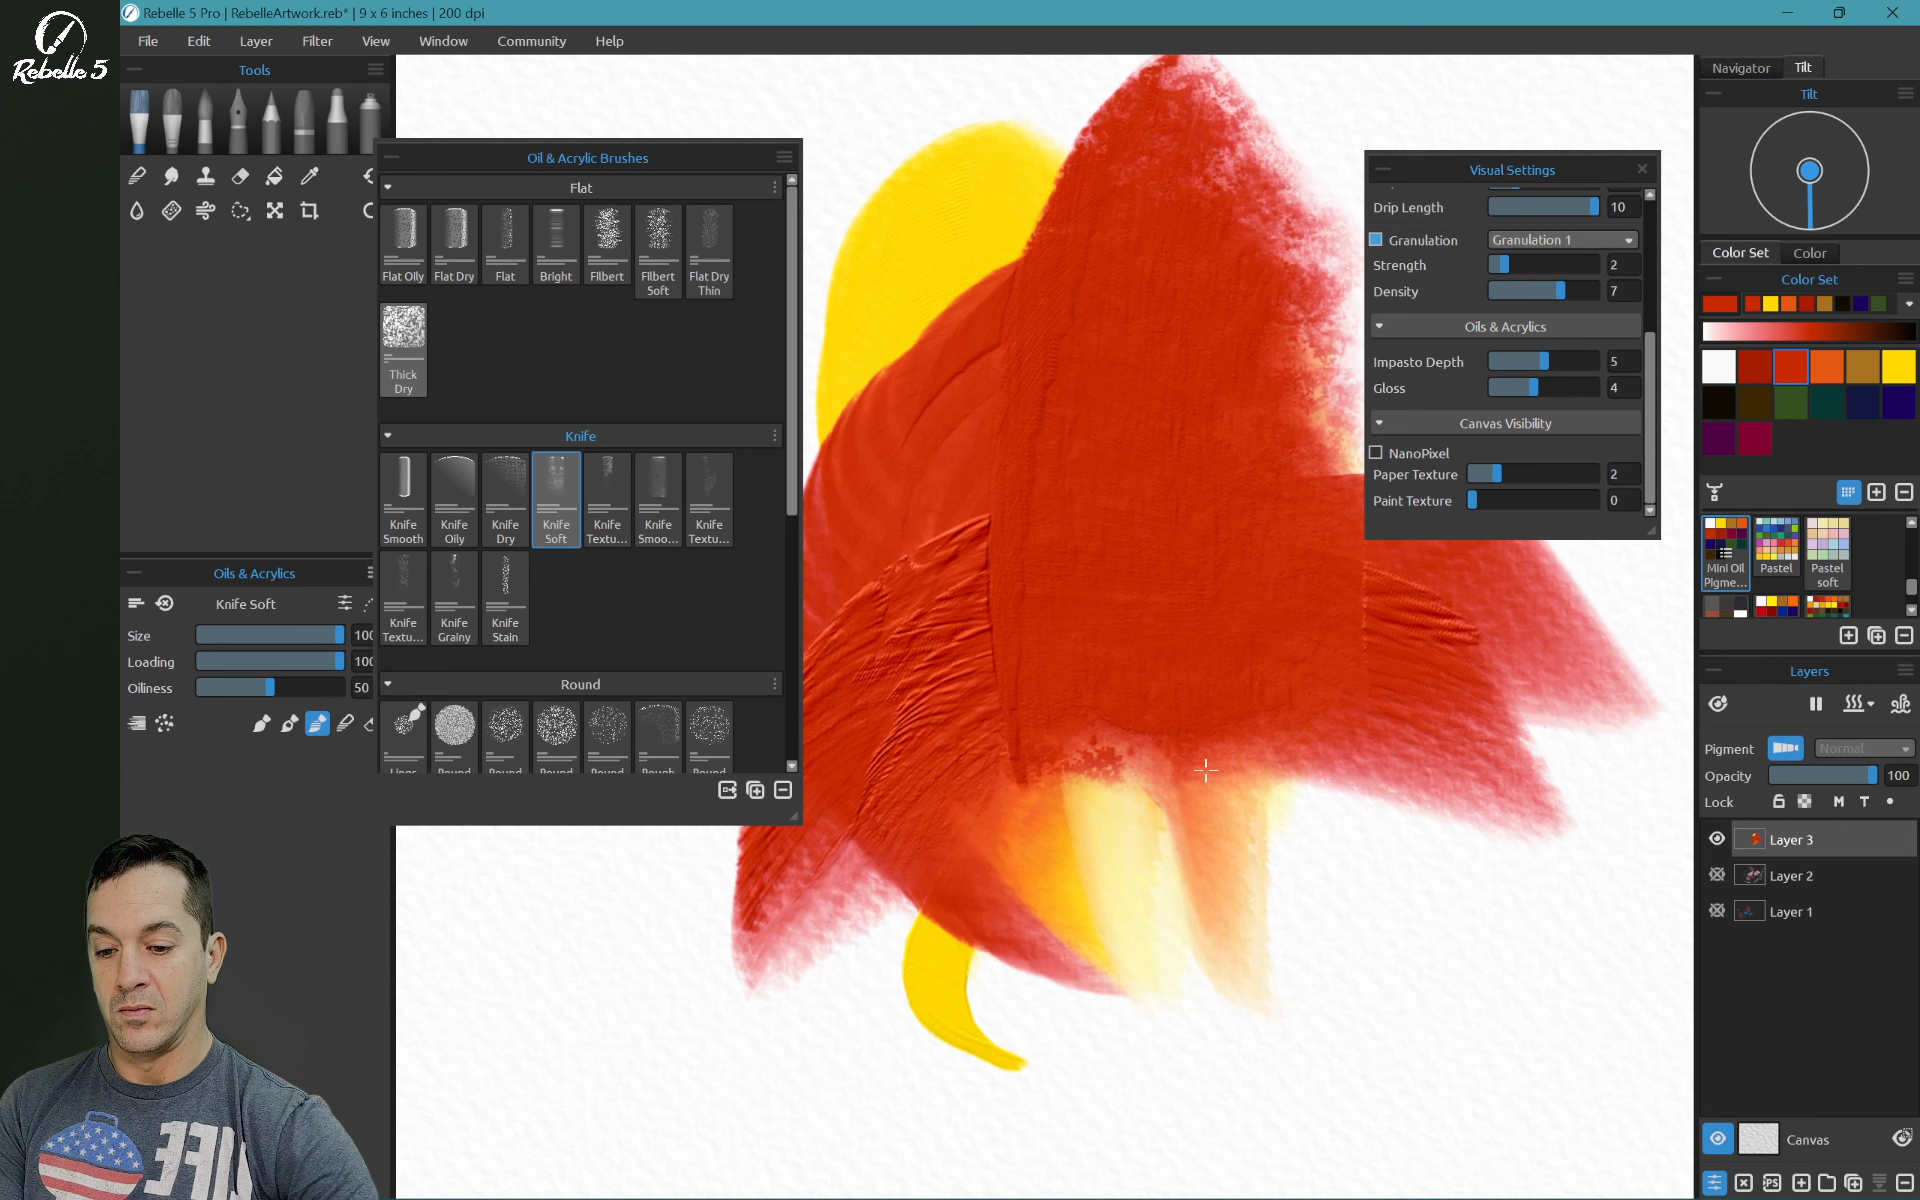 Rebelle 5
Rebelle 5 Pro | RebelleArtwork.reb* | 9 x 6 inches | 200 dpi
File Edit Layer Filter View Window Community Help
Tools
Oil & Acrylic Brushes
Flat
Flat Oily
Flat Dry
Flat
Bright
Filbert
Filbert Soft
Flat Dry Thin
Thick Dry
Knife
Knife Smooth
Knife Oily
Knife Dry
Knife Soft
Knife Textu...
Knife Smoo...
Knife Textu...
Knife Textu...
Knife Grainy
Knife Stain
Round
Oils & Acrylics
Knife Soft
Size 100
Loading 100
Oiliness 50
Visual Settings
Drip Length 10
Granulation Granulation 1
Strength 2
Density 7
Oils & Acrylics
Impasto Depth 5
Gloss 4
Canvas Visibility
NanoPixel
Paper Texture 2
Paint Texture 0
Navigator Tilt
Tilt
Color Set Color
Color Set
Mini Oil Pigme...
Pastel
Pastel soft
Layers
Pigment Normal
Opacity 100
Lock M T
Layer 3
Layer 2
Layer 1
Canvas
PS
LIFE